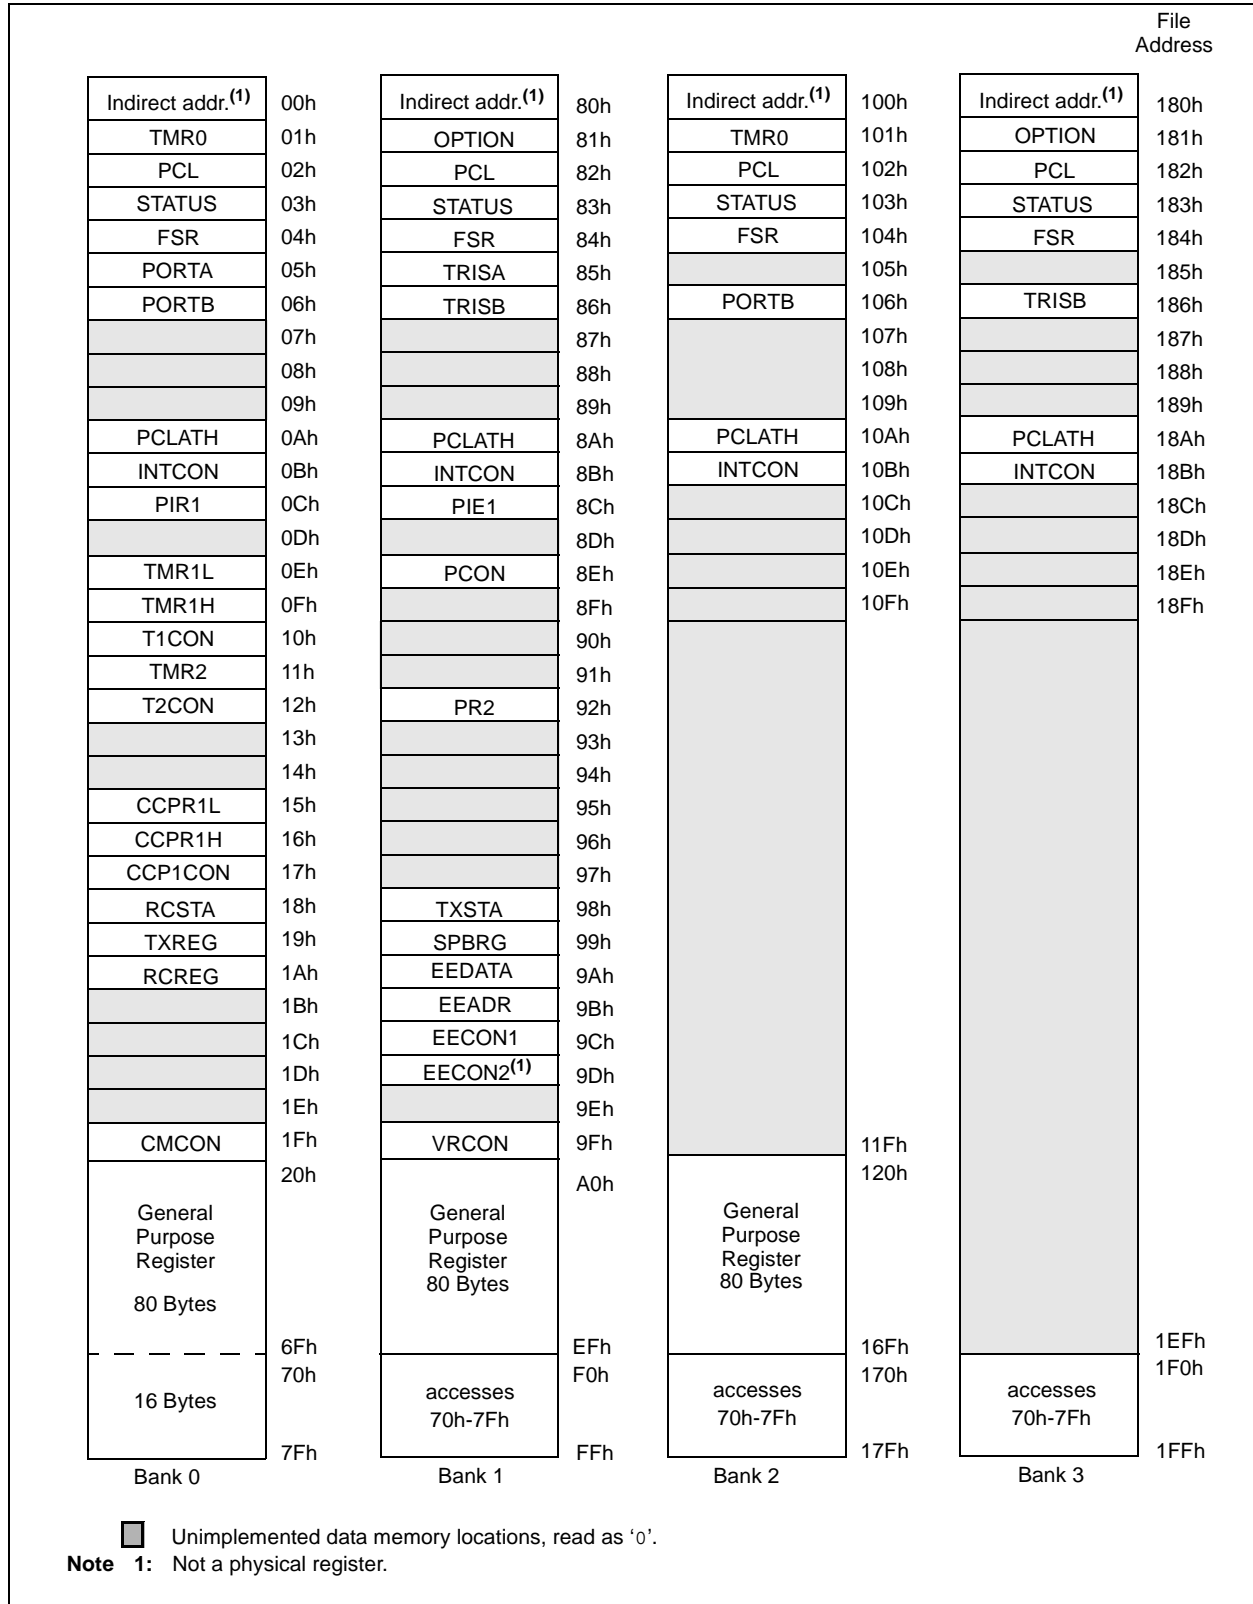 File
Address
Indirect addr.(1) 00h Indirect addr.(1) 80h Indirect addr.(1) 100h Indirect addr.(1) 180h
TMR0 01h OPTION 81h TMR0 101h OPTION 181h
PCL 02h PCL 82h PCL 102h PCL 182h
STATUS 03h STATUS 83h STATUS 103h STATUS 183h
FSR 04h FSR 84h FSR 104h FSR 184h
PORTA 05h TRISA 85h 105h 185h
PORTB 06h TRISB 86h PORTB 106h TRISB 186h
07h 87h 107h 187h
08h 88h 108h 188h
09h 89h 109h 189h
PCLATH 0Ah PCLATH 8Ah PCLATH 10Ah PCLATH 18Ah
INTCON 0Bh INTCON 8Bh INTCON 10Bh INTCON 18Bh
PIR1 0Ch PIE1 8Ch 10Ch 18Ch
0Dh 8Dh 10Dh 18Dh
TMR1L 0Eh PCON 8Eh 10Eh 18Eh
TMR1H 0Fh 8Fh 10Fh 18Fh
T1CON 10h 90h
TMR2 11h 91h
T2CON 12h PR2 92h
13h 93h
14h 94h
CCPR1L 15h 95h
CCPR1H 16h 96h
CCP1CON 17h 97h
RCSTA 18h TXSTA 98h
TXREG 19h SPBRG 99h
RCREG 1Ah EEDATA 9Ah
1Bh EEADR 9Bh
1Ch EECON1 9Ch
1Dh EECON2(1) 9Dh
1Eh 9Eh
CMCON 1Fh VRCON 9Fh 11Fh
20h A0h 120h
General General General
Purpose Purpose Purpose
Register Register Register
80 Bytes 80 Bytes 80 Bytes
6Fh EFh 16Fh 1EFh
70h F0h 170h 1F0h
16 Bytes accesses accesses accesses
70h-7Fh 70h-7Fh 70h-7Fh
7Fh FFh 17Fh 1FFh
Bank 0 Bank 1 Bank 2 Bank 3
Unimplemented data memory locations, read as ‘0’.
Note 1: Not a physical register.